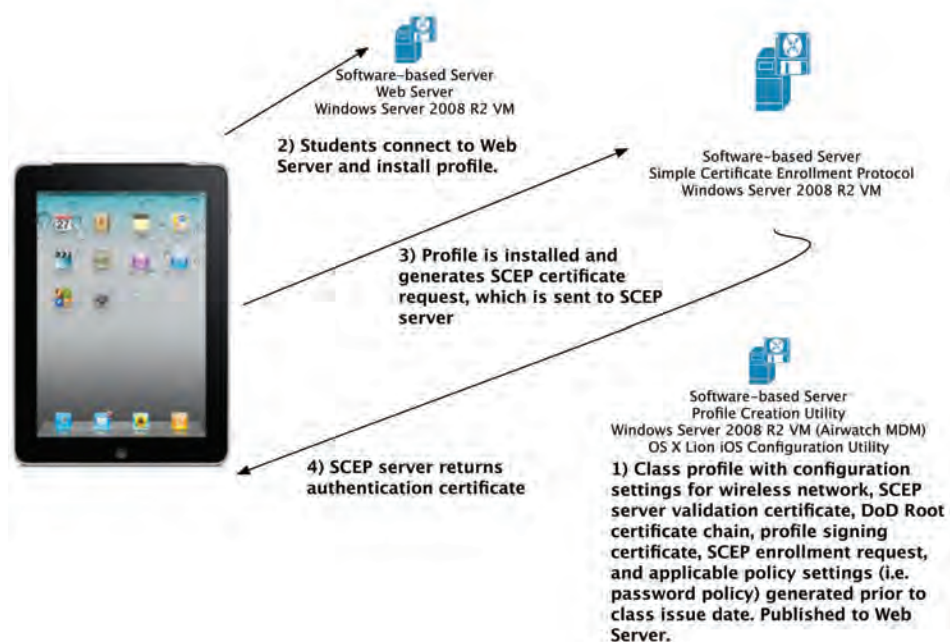 Software-based Server
Web Server
Windows Server 2008 R2 VM
2) Students connect to Web
Server and install profile.
Software-based Server
Simple Certificate Enrollment Protocol
Windows Server 2008 R2 VM
3) Profile is installed and
generates SCEP certificate
request, which is sent to SCEP
server
Software-based Server
Profile Creation Utility
Windows Server 2008 R2 VM (Airwatch MDM)
OS X Lion iOS Configuration Utility
4) SCEP server returns
authentication certificate
1) Class profile with configuration
settings for wireless network, SCEP
server validation certificate, DoD Root
certificate chain, profile signing
certificate, SCEP enrollment request,
and applicable policy settings (i.e.
password policy) generated prior to
class issue date. Published to Web
Server.
27